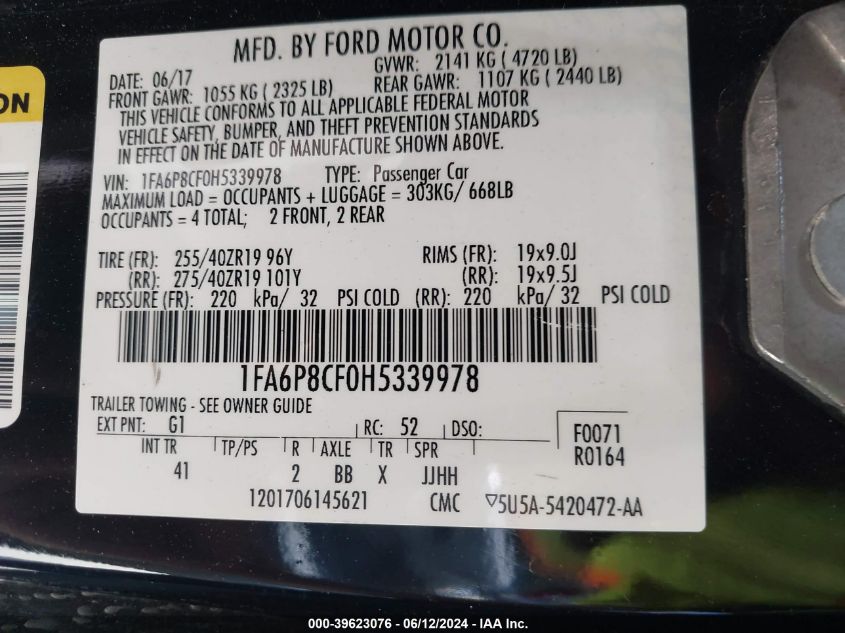 ON
MFD. BY FORD MOTOR CO.
DATE: 06/17 GVWR: 2141 KG ( 4720 LB)
FRONT GAWR: 1055 KG ( 2325 LB) REAR GAWR: 1107 KG ( 2440 LB)
THIS VEHICLE CONFORMS TO ALL APPLICABLE FEDERAL MOTOR
VEHICLE SAFETY, BUMPER, AND THEFT PREVENTION STANDARDS
IN EFFECT ON THE DATE OF MANUFACTURE SHOWN ABOVE.
VIN: 1FA6P8CF0H5339978 TYPE: Passenger Car
MAXIMUM LOAD = OCCUPANTS + LUGGAGE = 303KG/ 668LB
OCCUPANTS = 4 TOTAL; 2 FRONT, 2 REAR
TIRE (FR): 255/40ZR19 96Y RIMS (FR): 19x9.0J
(RR): 275/40ZR19 101Y (RR): 19x9.5J
PRESSURE (FR): 220 kPa/ 32 PSI COLD (RR): 220 kPa/ 32 PSI COLD
1FA6P8CF0H5339978
TRAILER TOWING - SEE OWNER GUIDE
EXT PNT: G1 RC: 52 DSO: F0071
INT TR TP/PS R AXLE TR SPR R0164
41 2 BB X JJHH
1201706145621 CMC ▽5U5A-5420472-AA
000-39623076 - 06/12/2024 - IAA Inc.